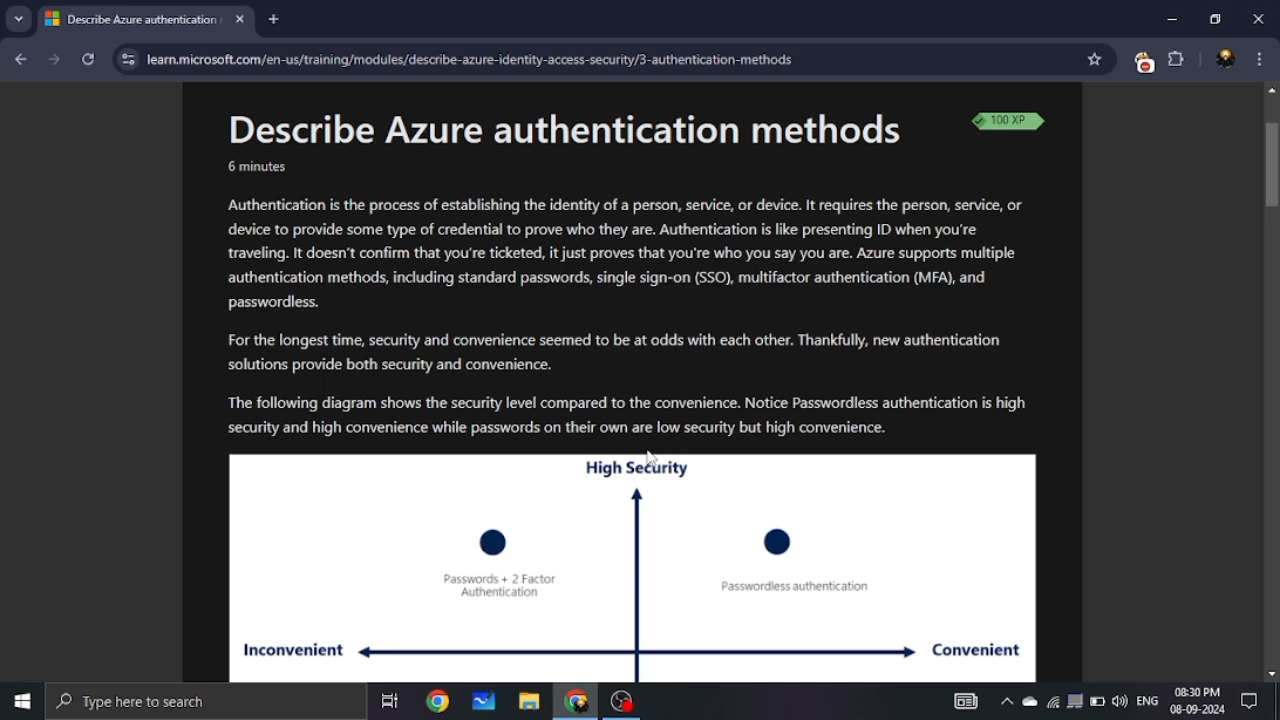 Describe Azure authentication
learn.microsoft.com/en-us/training/modules/describe-azure-identity-access-security/3-authentication-methods
Describe Azure authentication methods
100 XP
6 minutes
Authentication is the process of establishing the identity of a person, service, or device. It requires the person, service, or
device to provide some type of credential to prove who they are. Authentication is like presenting ID when you're
traveling. It doesn't confirm that you're ticketed, it just proves that you're who you say you are. Azure supports multiple
authentication methods, including standard passwords, single sign-on (SSO), multifactor authentication (MFA), and
passwordless.
For the longest time, security and convenience seemed to be at odds with each other. Thankfully, new authentication
solutions provide both security and convenience.
The following diagram shows the security level compared to the convenience. Notice Passwordless authentication is high
security and high convenience while passwords on their own are low security but high convenience.
High Security
Passwords + 2 Factor
Authentication
Passwordless authentication
Inconvenient
Convenient
Type here to search
ENG
08:30 PM
08-09-2024